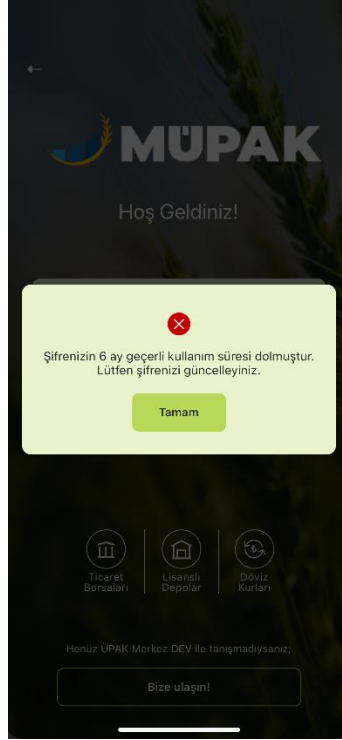 MÜPAK
Hoş Geldiniz!
Şifrenizin 6 ay geçerli kullanım süresi dolmuştur.
Lütfen şifrenizi güncelleyiniz.
Tamam
Ticaret
Borsaları
Lisanslı
Depolar
Döviz
Kurları
Henüz ÜPAK Merkez DEV ile tanışmadıysanız;
Bize ulaşın!